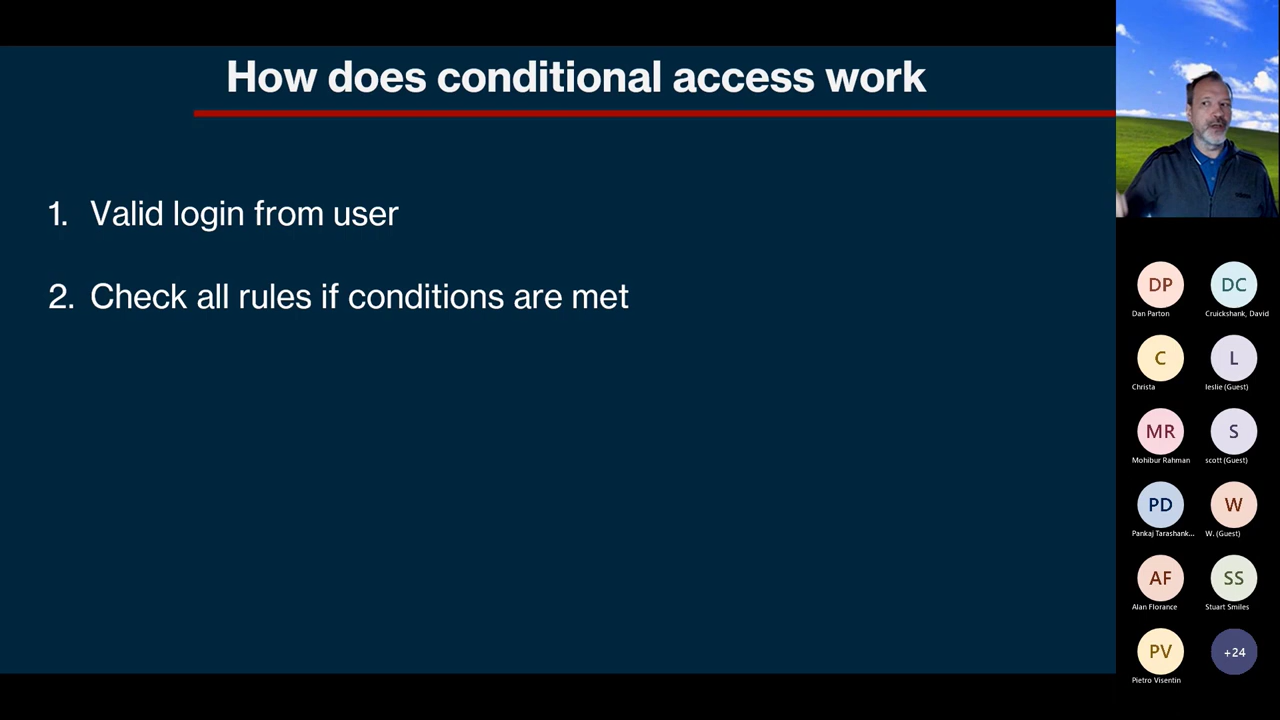 How does conditional access work
1. Valid login from user
2. Check all rules if conditions are met
DP
DC
Dan Parton
Cruickshank, David
C
L
Christa
leslie (Guest)
MR
S
Mohibur Rahman
scott (Guest)
PD
W
Pankaj Tarashank...
W. (Guest)
AF
SS
Alan Florance
Stuart Smiles
PV
+24
Pietro Visentin